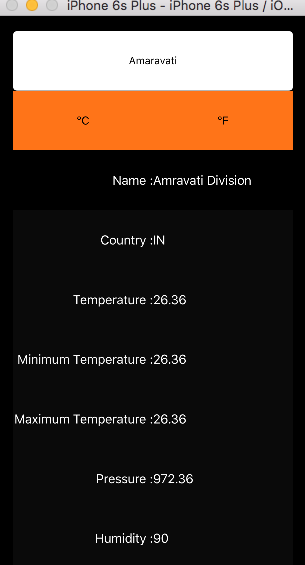 iPhone 6s Plus - iPhone 6s Plus / iO...
Amaravati
°C °F
Name :Amravati Division
Country :IN
Temperature :26.36
Minimum Temperature :26.36
Maximum Temperature :26.36
Pressure :972.36
Humidity :90